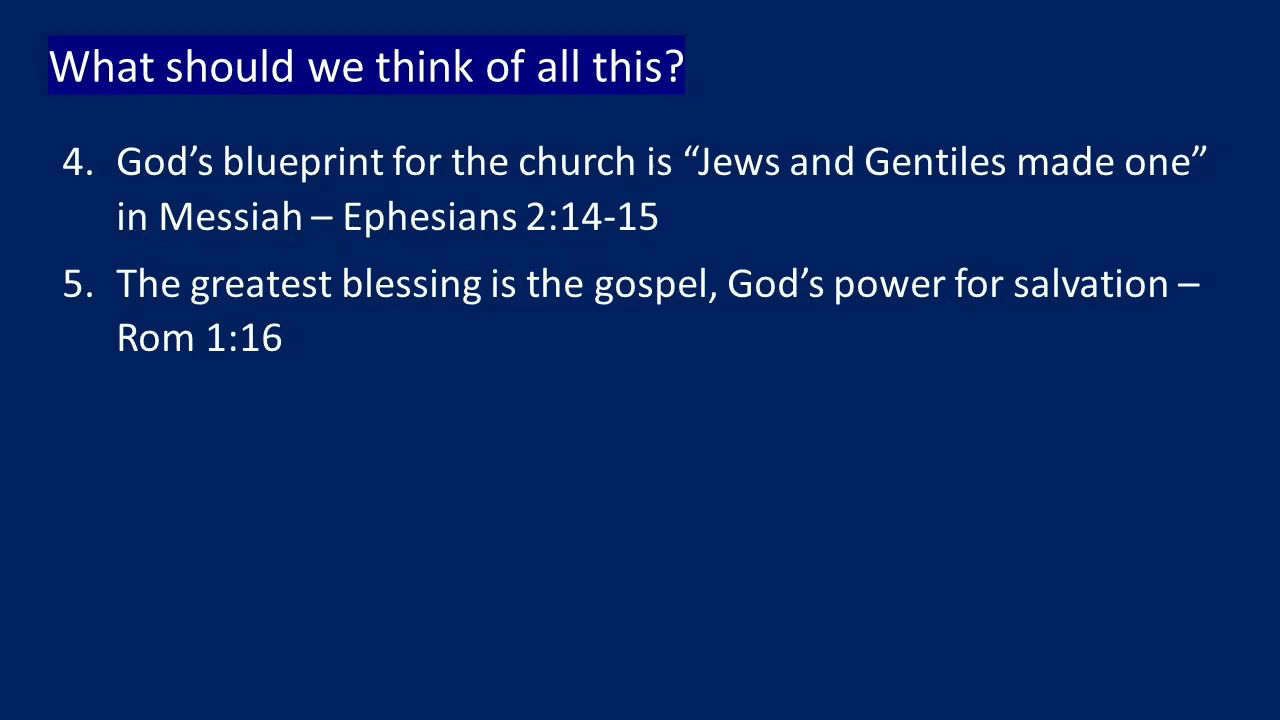 What should we think of all this?
4. God’s blueprint for the church is “Jews and Gentiles made one”
in Messiah – Ephesians 2:14-15
5. The greatest blessing is the gospel, God’s power for salvation –
Rom 1:16